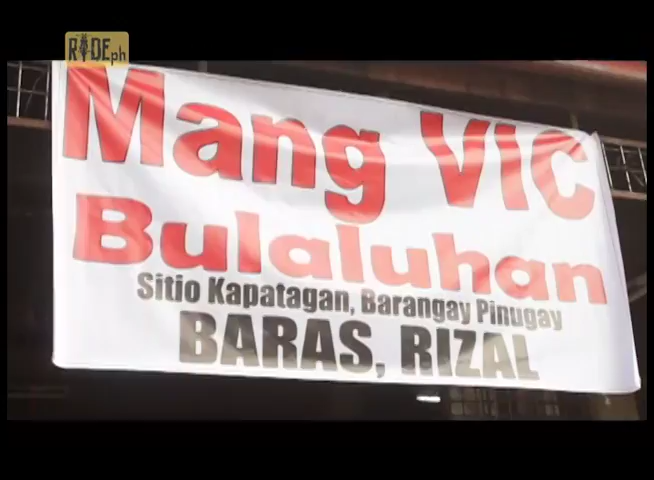 RIDE.ph
Mang VIC
Bulaluhan
Sitio Kapatagan, Barangay Pinugay
BARAS, RIZAL